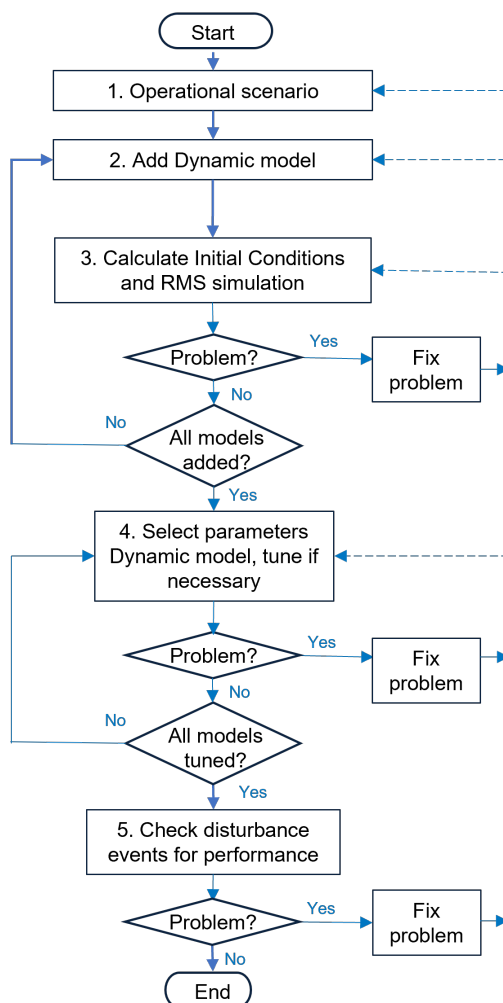 Start
1. Operational scenario
2. Add Dynamic model
3. Calculate Initial Conditions
and RMS simulation
Problem?
Yes
Fix
problem
No
All models
added?
No
Yes
4. Select parameters
Dynamic model, tune if
necessary
Problem?
Yes
Fix
problem
No
All models
tuned?
No
Yes
5. Check disturbance
events for performance
Problem?
Yes
Fix
problem
No
End